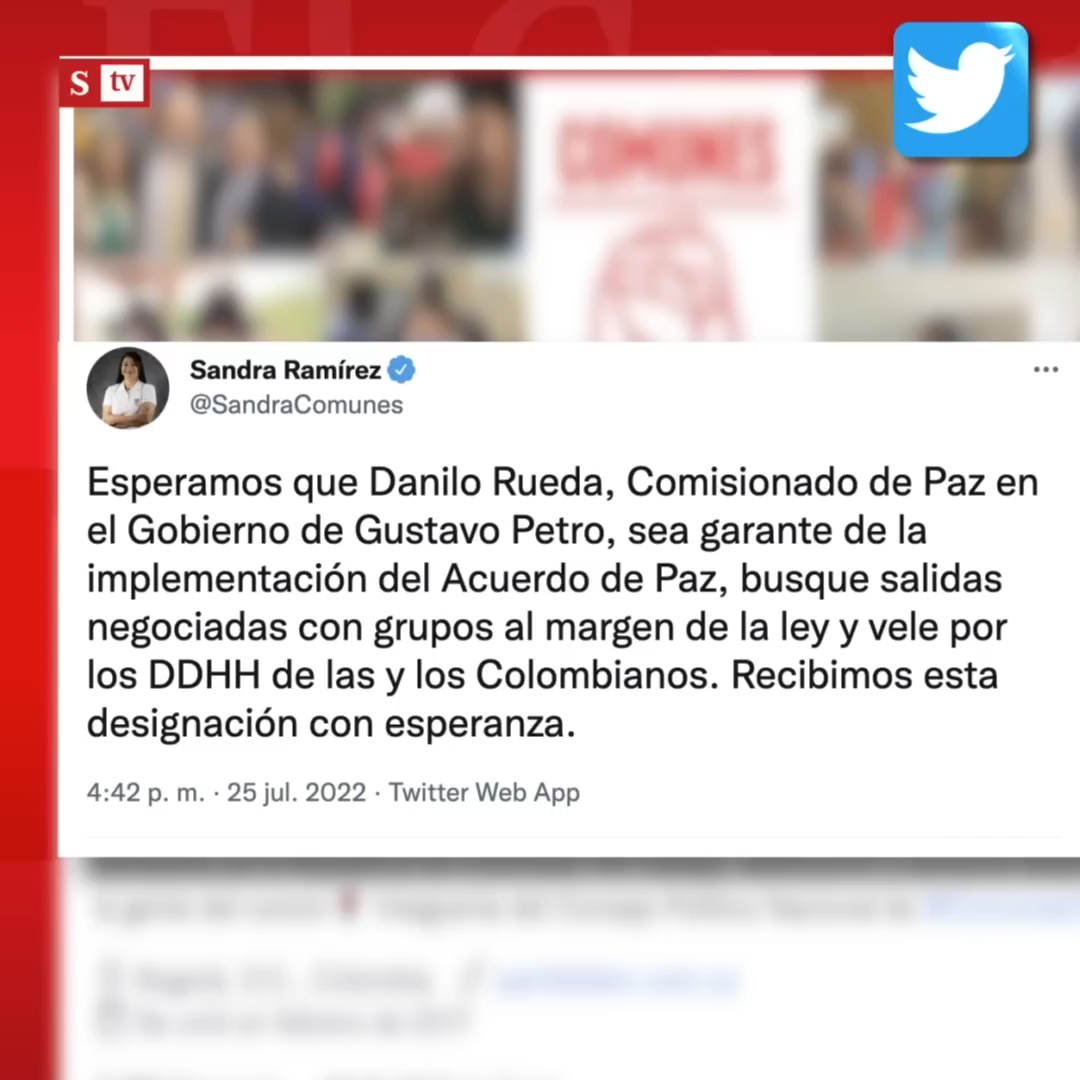 S tv
COMUNES
Sandra Ramírez
@SandraComunes
Esperamos que Danilo Rueda, Comisionado de Paz en
el Gobierno de Gustavo Petro, sea garante de la
implementación del Acuerdo de Paz, busque salidas
negociadas con grupos al margen de la ley y vele por
los DDHH de las y los Colombianos. Recibimos esta
designación con esperanza.
4:42 p. m. · 25 jul. 2022 · Twitter Web App